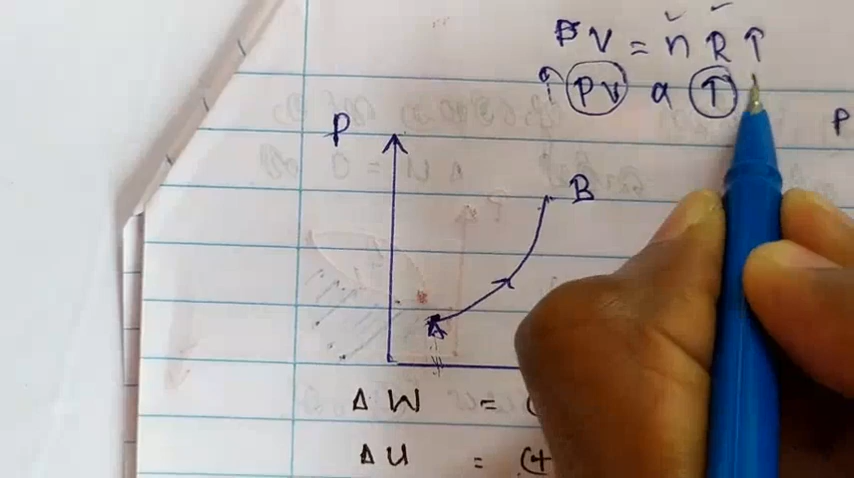 PV = nRT
↑ PV α T ↑
P
P
B
A
ΔW = (
ΔU = (+